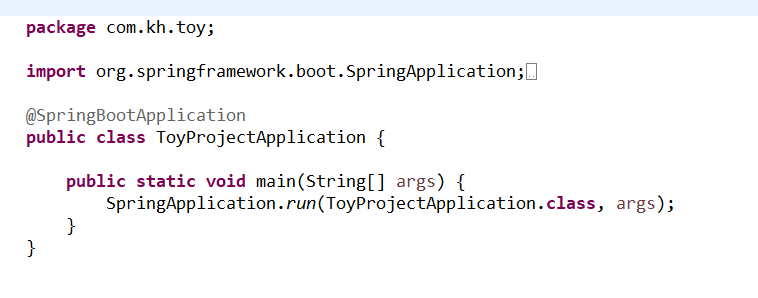 package com.kh.toy;
import org.springframework.boot.SpringApplication;
@SpringBootApplication
public class ToyProjectApplication {
public static void main(String[] args) {
SpringApplication.run(ToyProjectApplication.class, args);
}
}